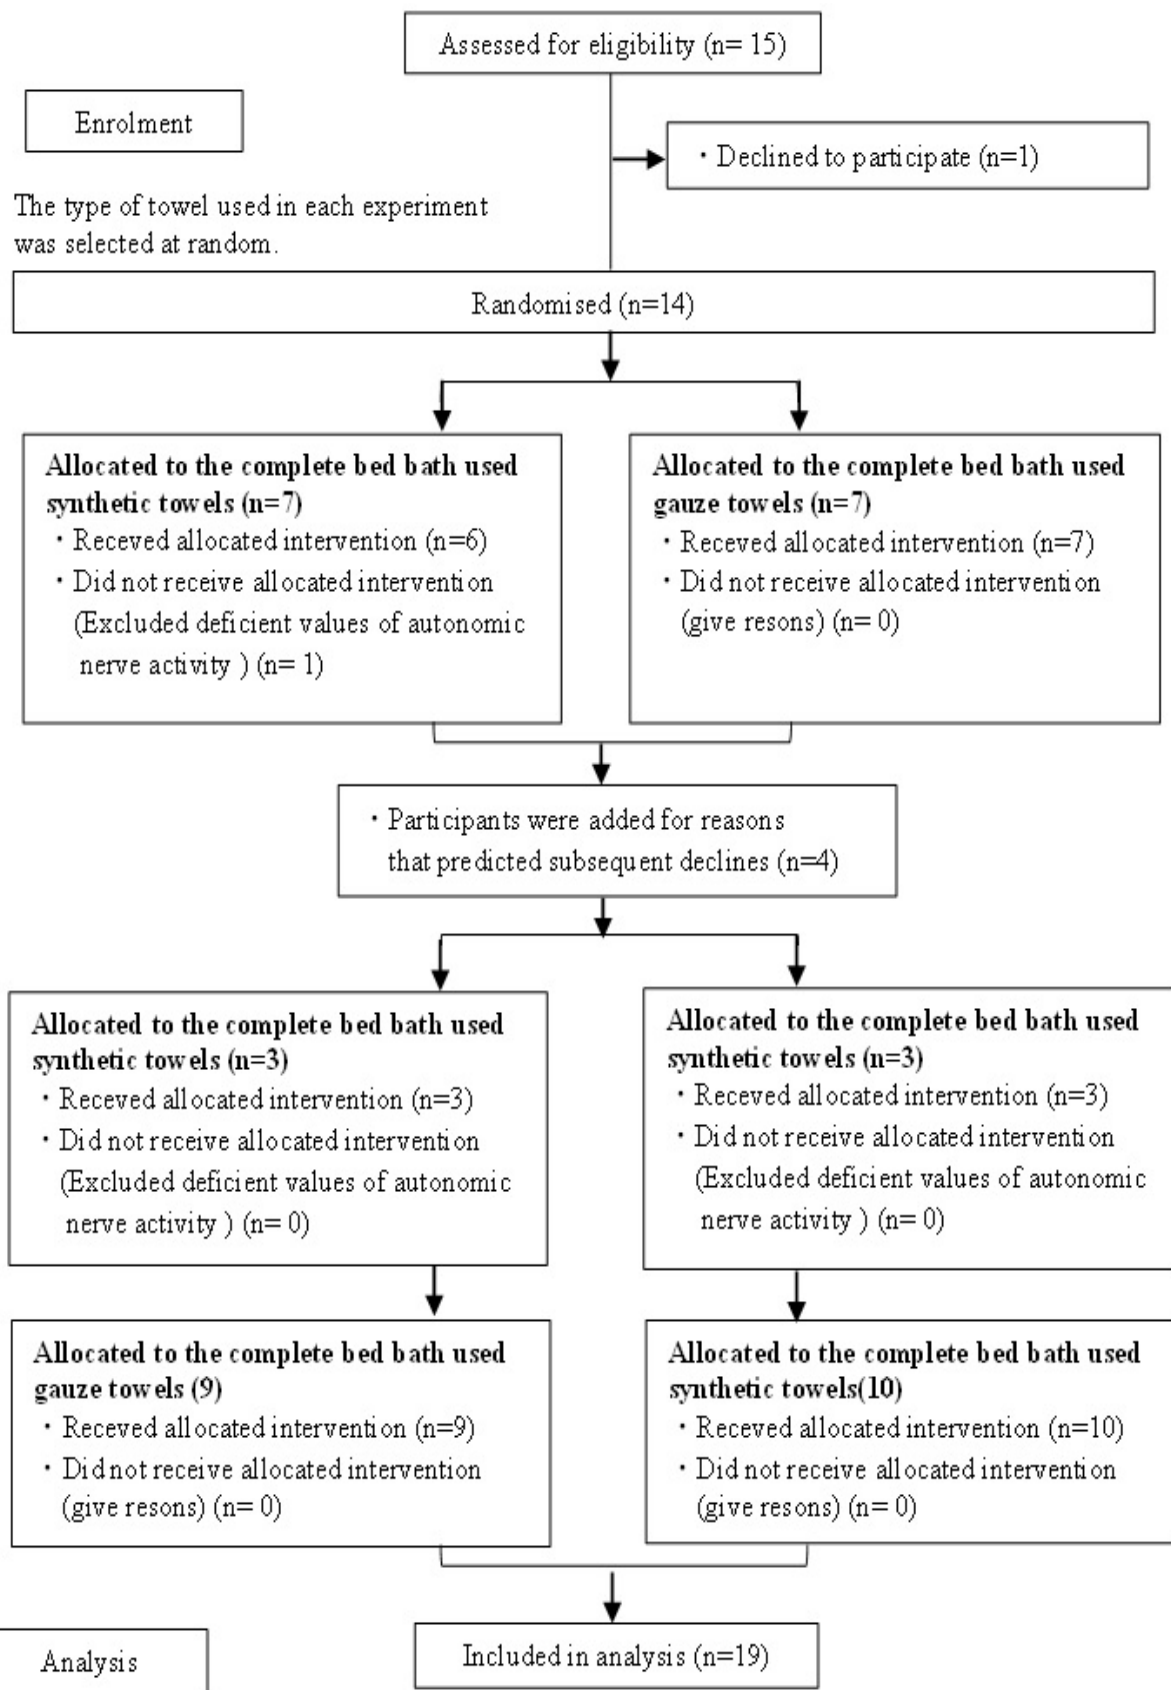 Assessed for eligibility (n= 15)
Enrolment
・Declined to participate (n=1)
The type of towel used in each experiment
was selected at random.
Randomised (n=14)
Allocated to the complete bed bath used
synthetic towels (n=7)
・Receved allocated intervention (n=6)
・Did not receive allocated intervention
(Excluded deficient values of autonomic
nerve activity ) (n= 1)
Allocated to the complete bed bath used
gauze towels (n=7)
・Receved allocated intervention (n=7)
・Did not receive allocated intervention
(give resons) (n= 0)
・Participants were added for reasons
that predicted subsequent declines (n=4)
Allocated to the complete bed bath used
synthetic towels (n=3)
・Receved allocated intervention (n=3)
・Did not receive allocated intervention
(Excluded deficient values of autonomic
nerve activity ) (n= 0)
Allocated to the complete bed bath used
synthetic towels (n=3)
・Receved allocated intervention (n=3)
・Did not receive allocated intervention
(Excluded deficient values of autonomic
nerve activity ) (n= 0)
Allocated to the complete bed bath used
gauze towels (9)
・Receved allocated intervention (n=9)
・Did not receive allocated intervention
(give resons) (n= 0)
Allocated to the complete bed bath used
synthetic towels(10)
・Receved allocated intervention (n=10)
・Did not receive allocated intervention
(give resons) (n= 0)
Analysis
Included in analysis (n=19)